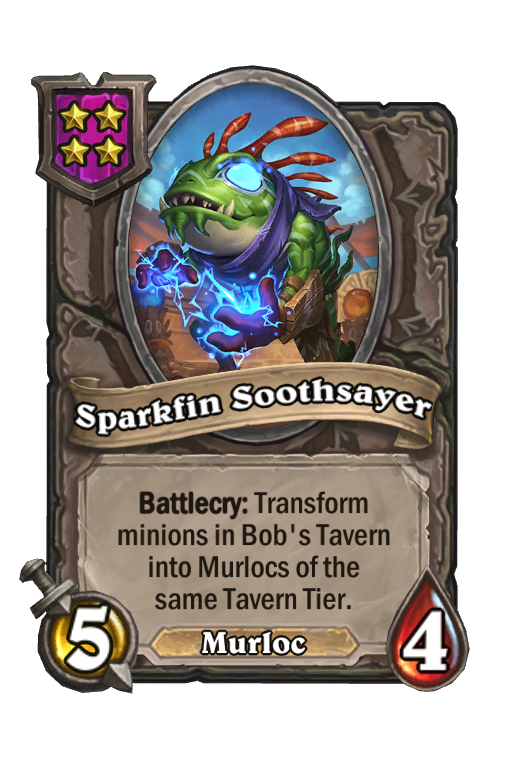 Sparkfin Soothsayer
Battlecry: Transform
minions in Bob's Tavern
into Murlocs of the
same Tavern Tier.
5
Murloc
4